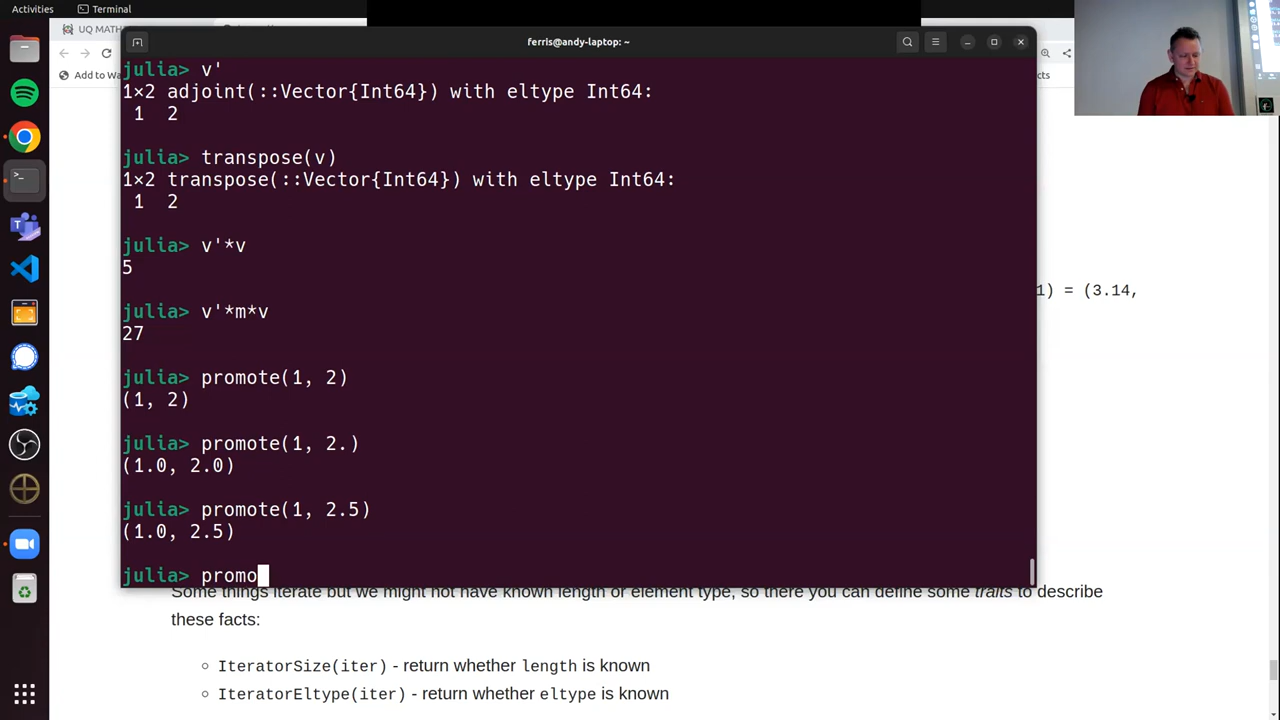 Activities
Terminal
UQ MATH
Add to Wa
cts
ferris@andy-laptop: ~
julia> v'
1×2 adjoint(::Vector{Int64}) with eltype Int64:
1 2
julia> transpose(v)
1×2 transpose(::Vector{Int64}) with eltype Int64:
1 2
julia> v'*v
5
julia> v'*m*v
27
julia> promote(1, 2)
(1, 2)
julia> promote(1, 2.)
(1.0, 2.0)
julia> promote(1, 2.5)
(1.0, 2.5)
julia> promo
1) = (3.14,
Some things iterate but we might not have known length or element type, so there you can define some traits to describe
these facts:
IteratorSize(iter) - return whether length is known
IteratorEltype(iter) - return whether eltype is known